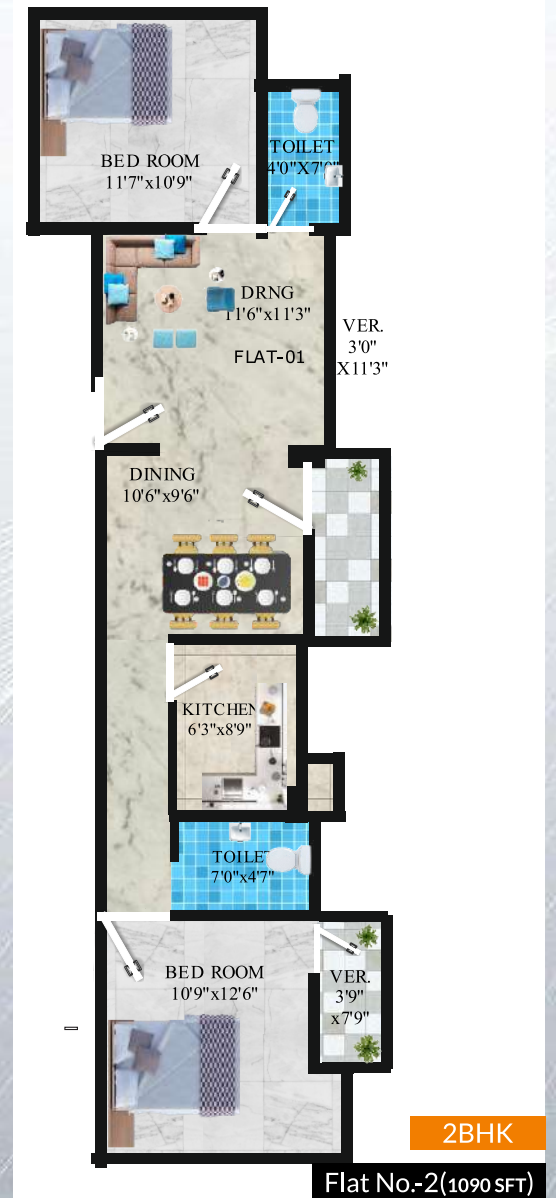 BED ROOM
11'7"x10'9"
TOILET
4'0"X7'0"
DRNG
11'6"x11'3"
FLAT-01
VER.
3'0"
X11'3"
DINING
10'6"x9'6"
KITCHEN
6'3"x8'9"
TOILET
7'0"x4'7"
BED ROOM
10'9"x12'6"
VER.
3'9"
x7'9"
2BHK
Flat No.-2(1090 SFT)